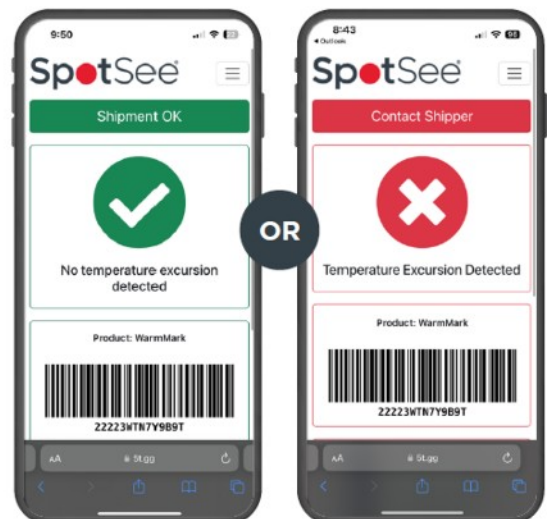 9:50
SpotSee
Shipment OK
No temperature excursion
detected
Product: WarmMark
22223WTN7Y9B9T
AA
5t.gg
OR
8:43
Outlook
SpotSee
Contact Shipper
Temperature Excursion Detected
Product: WarmMark
22223WTN7Y9B9T
AA
5t.gg